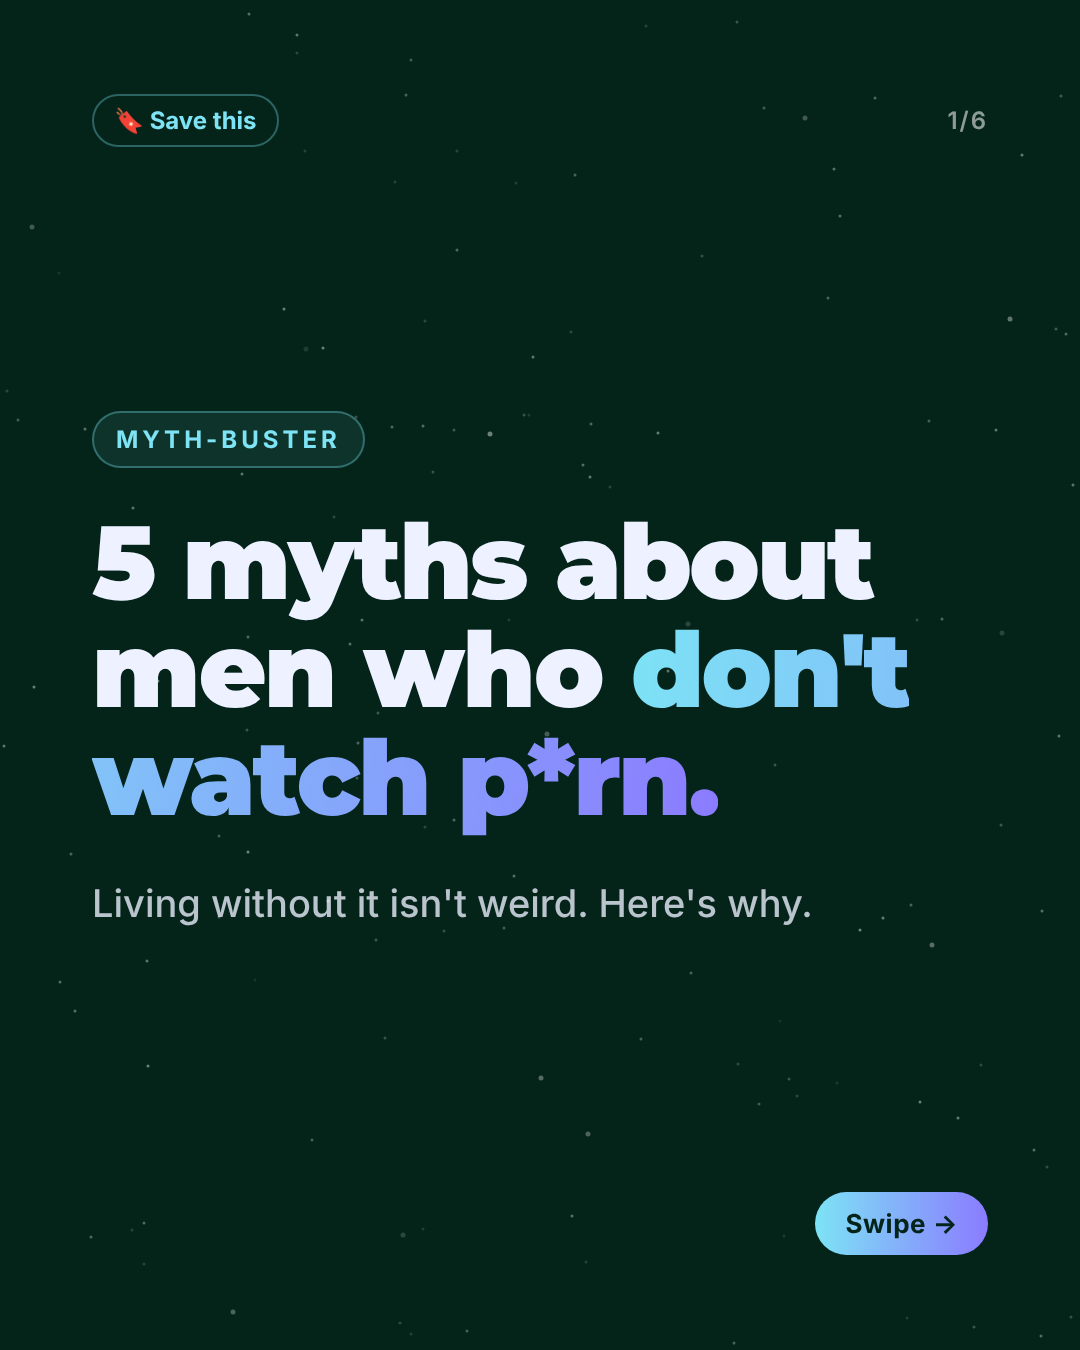 🔖 Save this
1/6
MYTH-BUSTER
5 myths about
men who don't
watch p*rn.
Living without it isn't weird. Here's why.
Swipe →